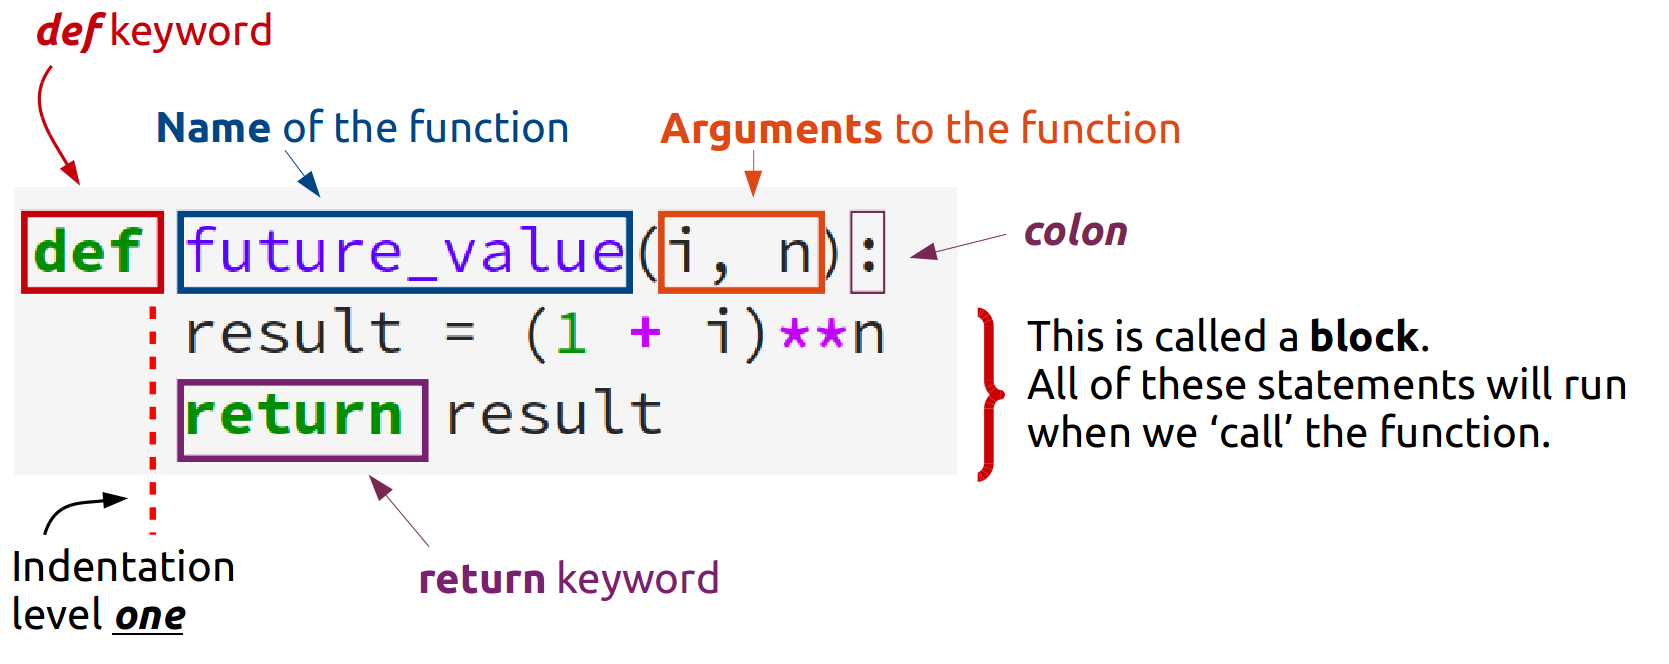 def keyword
Name of the function
Arguments to the function
def future_value(i, n):
colon
result = (1 + i)**n
return result
This is called a block.
All of these statements will run
when we ‘call’ the function.
Indentation
level one
return keyword